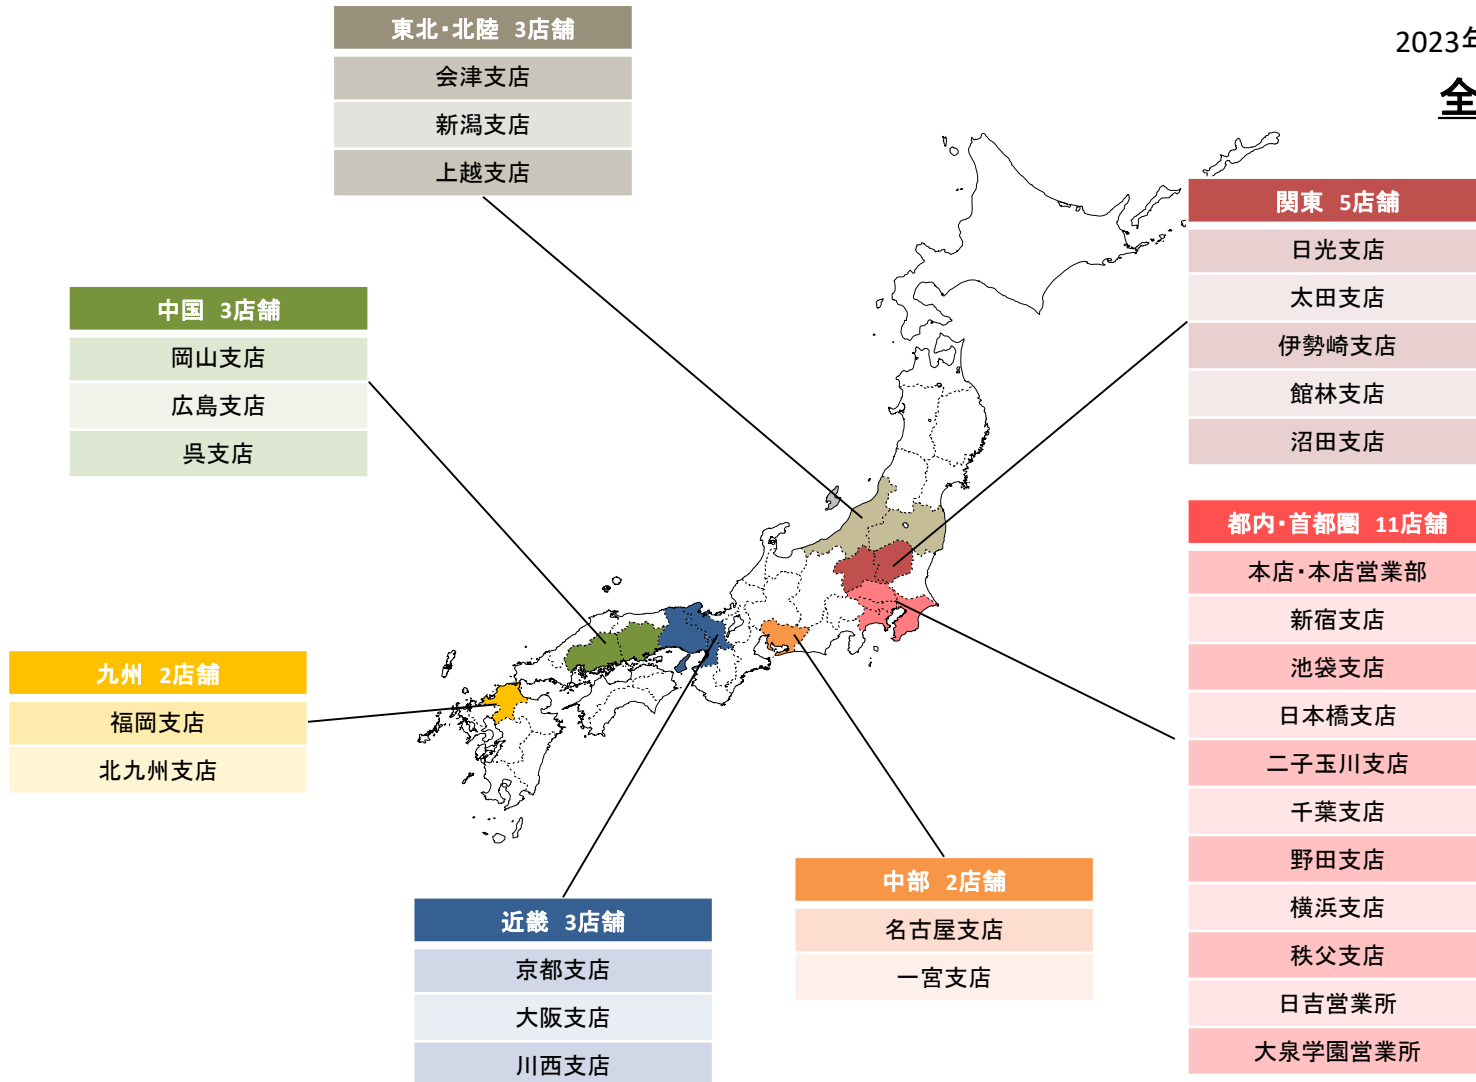 2023年
全
東北・北陸 3店舗
会津支店
新潟支店
上越支店
関東 5店舗
日光支店
太田支店
伊勢崎支店
館林支店
沼田支店
中国 3店舗
岡山支店
広島支店
呉支店
都内・首都圏 11店舗
本店・本店営業部
新宿支店
池袋支店
日本橋支店
二子玉川支店
千葉支店
野田支店
横浜支店
秩父支店
日吉営業所
大泉学園営業所
九州 2店舗
福岡支店
北九州支店
中部 2店舗
名古屋支店
一宮支店
近畿 3店舗
京都支店
大阪支店
川西支店